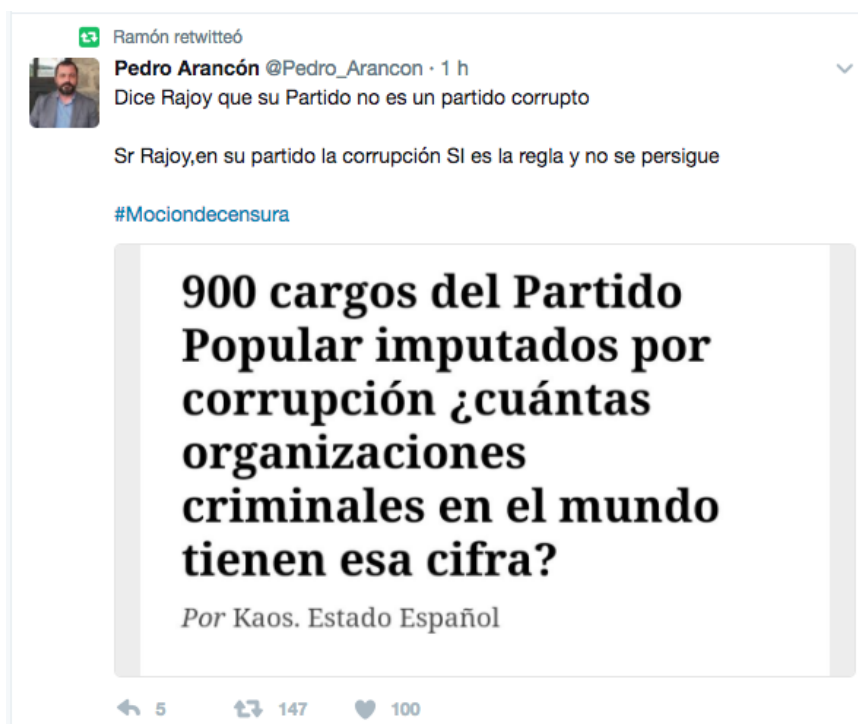 Ramón retwitteó
Pedro Arancón @Pedro_Arancon · 1 h
Dice Rajoy que su Partido no es un partido corrupto
Sr Rajoy,en su partido la corrupción SI es la regla y no se persigue
#Mociondecensura
900 cargos del Partido
Popular imputados por
corrupción ¿cuántas
organizaciones
criminales en el mundo
tienen esa cifra?
Por Kaos. Estado Español
5 147 100